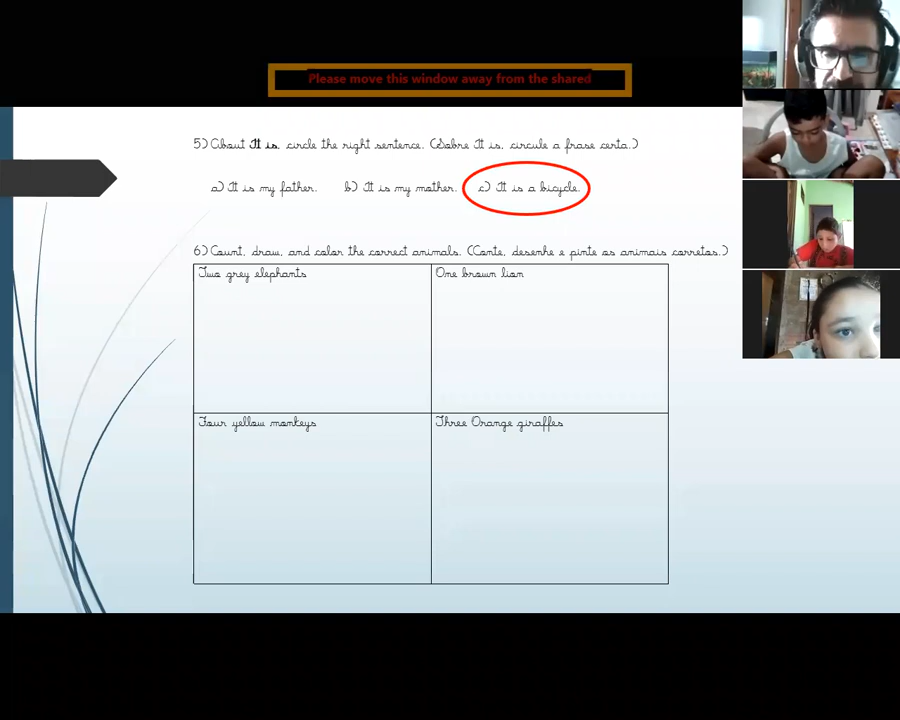 Please move this window away from the shared
5) About It is, circle the right sentence. (Sobre It is, circule a frase certa.)
a) It is my father. b) It is my mother. c) It is a bicycle.
6) Count, draw, and color the correct animals. (Conte, desenhe e pinte os animais corretos.)
Two grey elephants
One brown lion
Four yellow monkeys
Three Orange giraffes